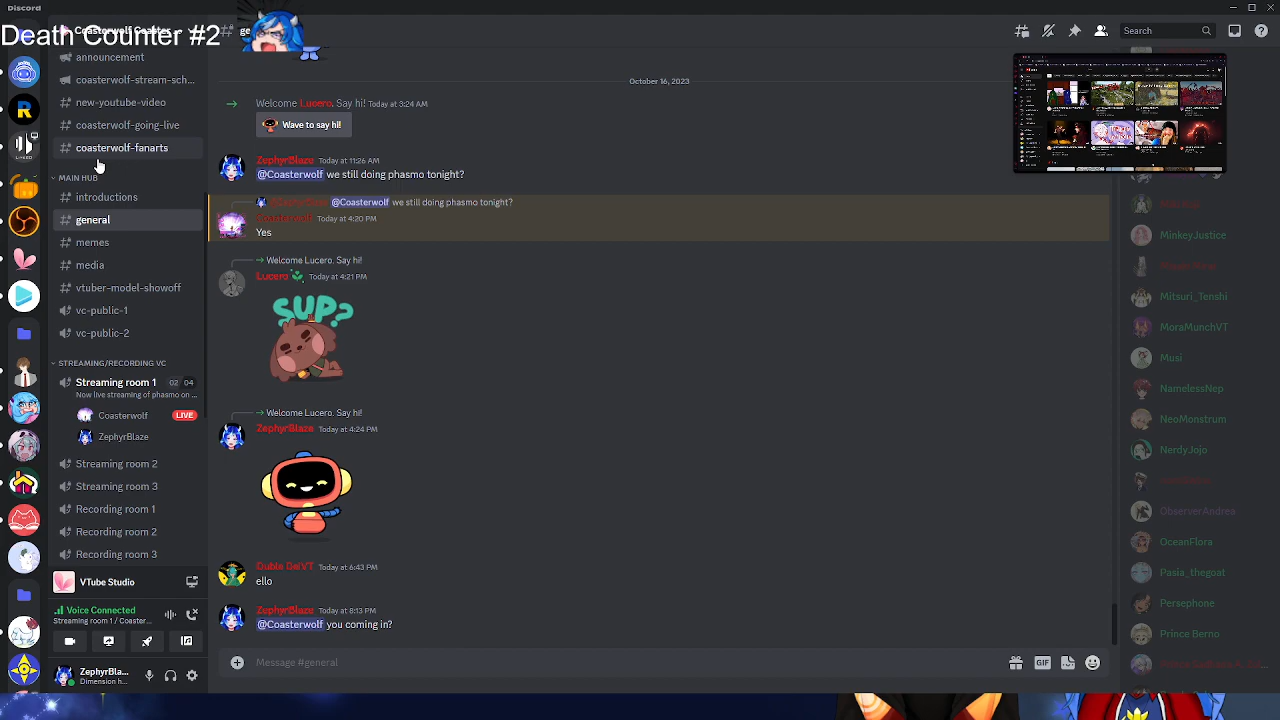 Discord
Death Counter #2
Search
announcement
coasterwolf-stream-sch...
new-youtube-video
coasterwolf-going-live
coasterwolf-fanarts
MAIN HUB
introductions
general
memes
media
vtuber-model-showoff
vc-public-1
vc-public-2
STREAMING/RECORDING VC
Streaming room 1 02 04
Now live streaming of phasmo on ...
Coasterwolf LIVE
ZephyrBlaze
Streaming room 2
Streaming room 3
Recording room 1
Recording room 2
Recording room 3
VTube Studio
Voice Connected
Streaming room 1 / Coaster...
ZephyrBla...
Dimension h...
October 16, 2023
Welcome Lucero. Say hi! Today at 3:24 AM
Wave to say hi!
ZephyrBlaze Today at 11:26 AM
@Coasterwolf we still doing phasmo tonight?
@ZephyrBlaze @Coasterwolf we still doing phasmo tonight?
Coasterwolf Today at 4:20 PM
Yes
Welcome Lucero. Say hi!
Lucero Today at 4:21 PM
SUP?
Welcome Lucero. Say hi!
ZephyrBlaze Today at 4:24 PM
Today at 6:43 PM
ello
ZephyrBlaze Today at 8:13 PM
@Coasterwolf you coming in?
Message #general
GIF
MinkeyJustice
Mitsuri_Tenshi
MoraMunchVT
Musi
NamelessNep
NeoMonstrum
NerdyJojo
ObserverAndrea
OceanFlora
Pasia_thegoat
Persephone
Prince Berno